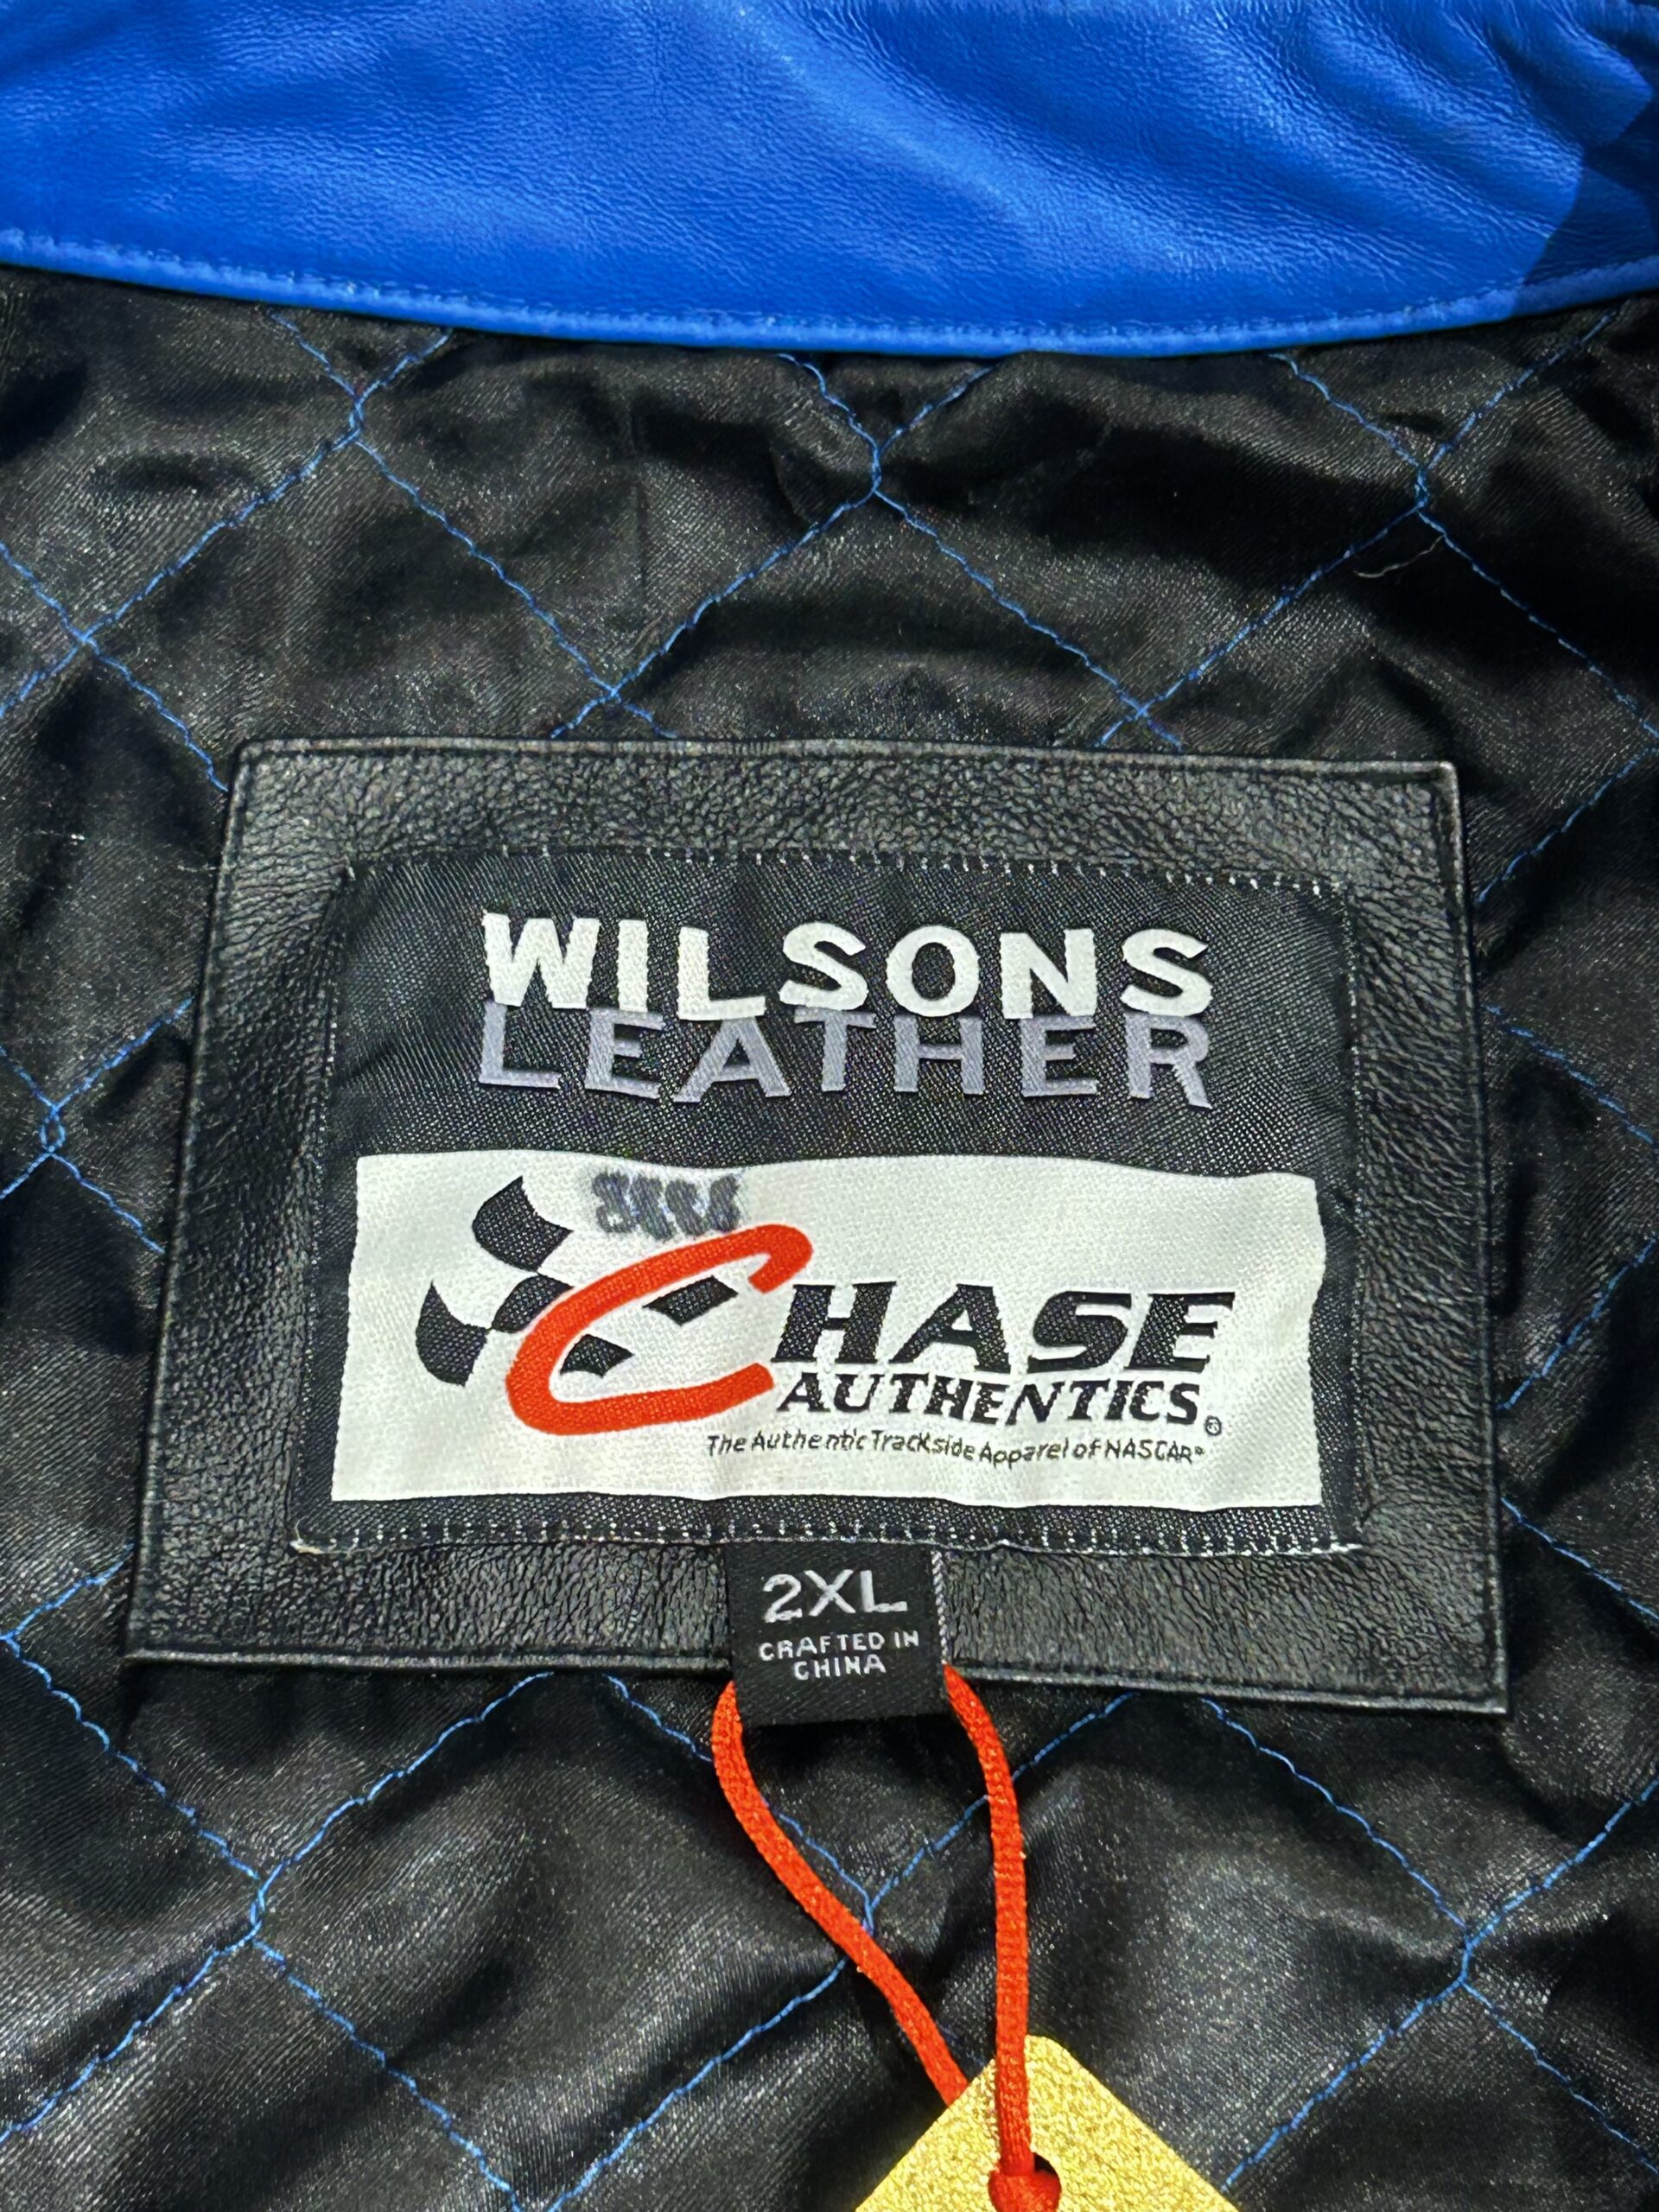 WILSONS
LEATHER
CHASE
AUTHENTICS®
The Authentic Trackside Apparel of NASCAR®
2XL
CRAFTED IN
CHINA